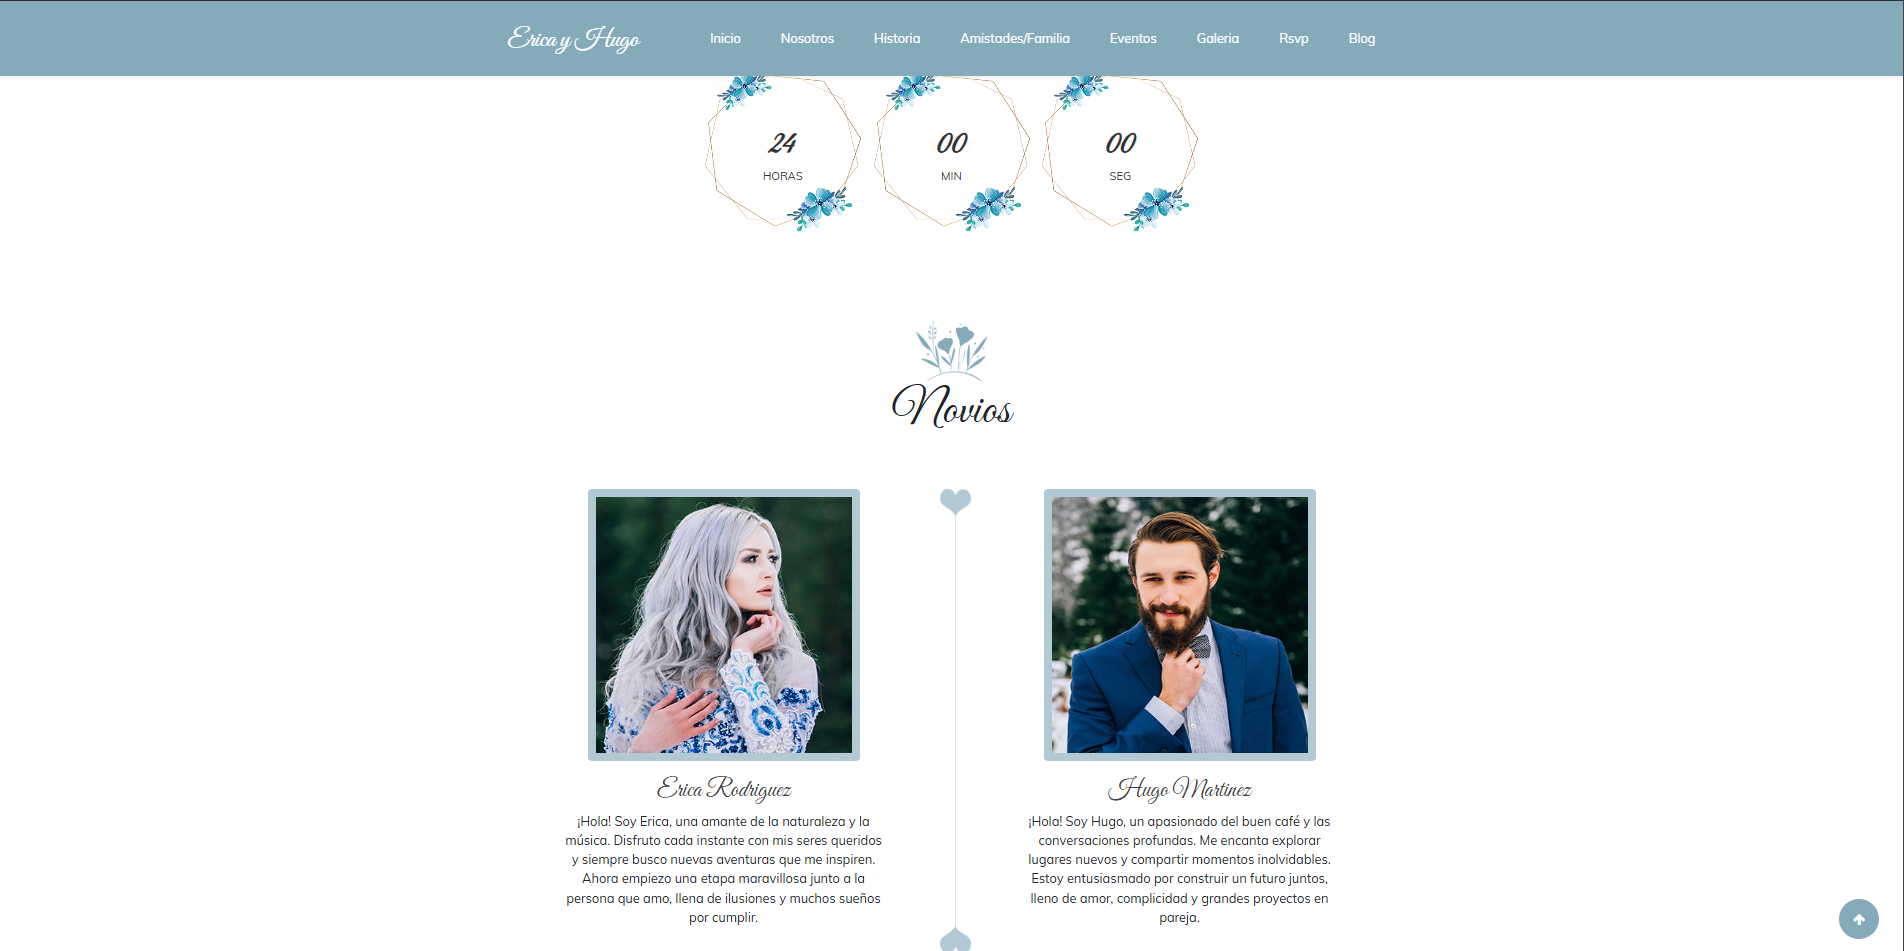 Erica y Hugo
Inicio Nosotros Historia Amistades/Familia Eventos Galeria Rsvp Blog
24 00 00
HORAS MIN SEG
Novios
Erica Rodriguez
¡Hola! Soy Erica, una amante de la naturaleza y la
música. Disfruto cada instante con mis seres queridos
y siempre busco nuevas aventuras que me inspiren.
Ahora empiezo una etapa maravillosa junto a la
persona que amo, llena de ilusiones y muchos sueños
por cumplir.
Hugo Martinez
¡Hola! Soy Hugo, un apasionado del buen café y las
conversaciones profundas. Me encanta explorar
lugares nuevos y compartir momentos inolvidables.
Estoy entusiasmado por construir un futuro juntos,
lleno de amor, complicidad y grandes proyectos en
pareja.